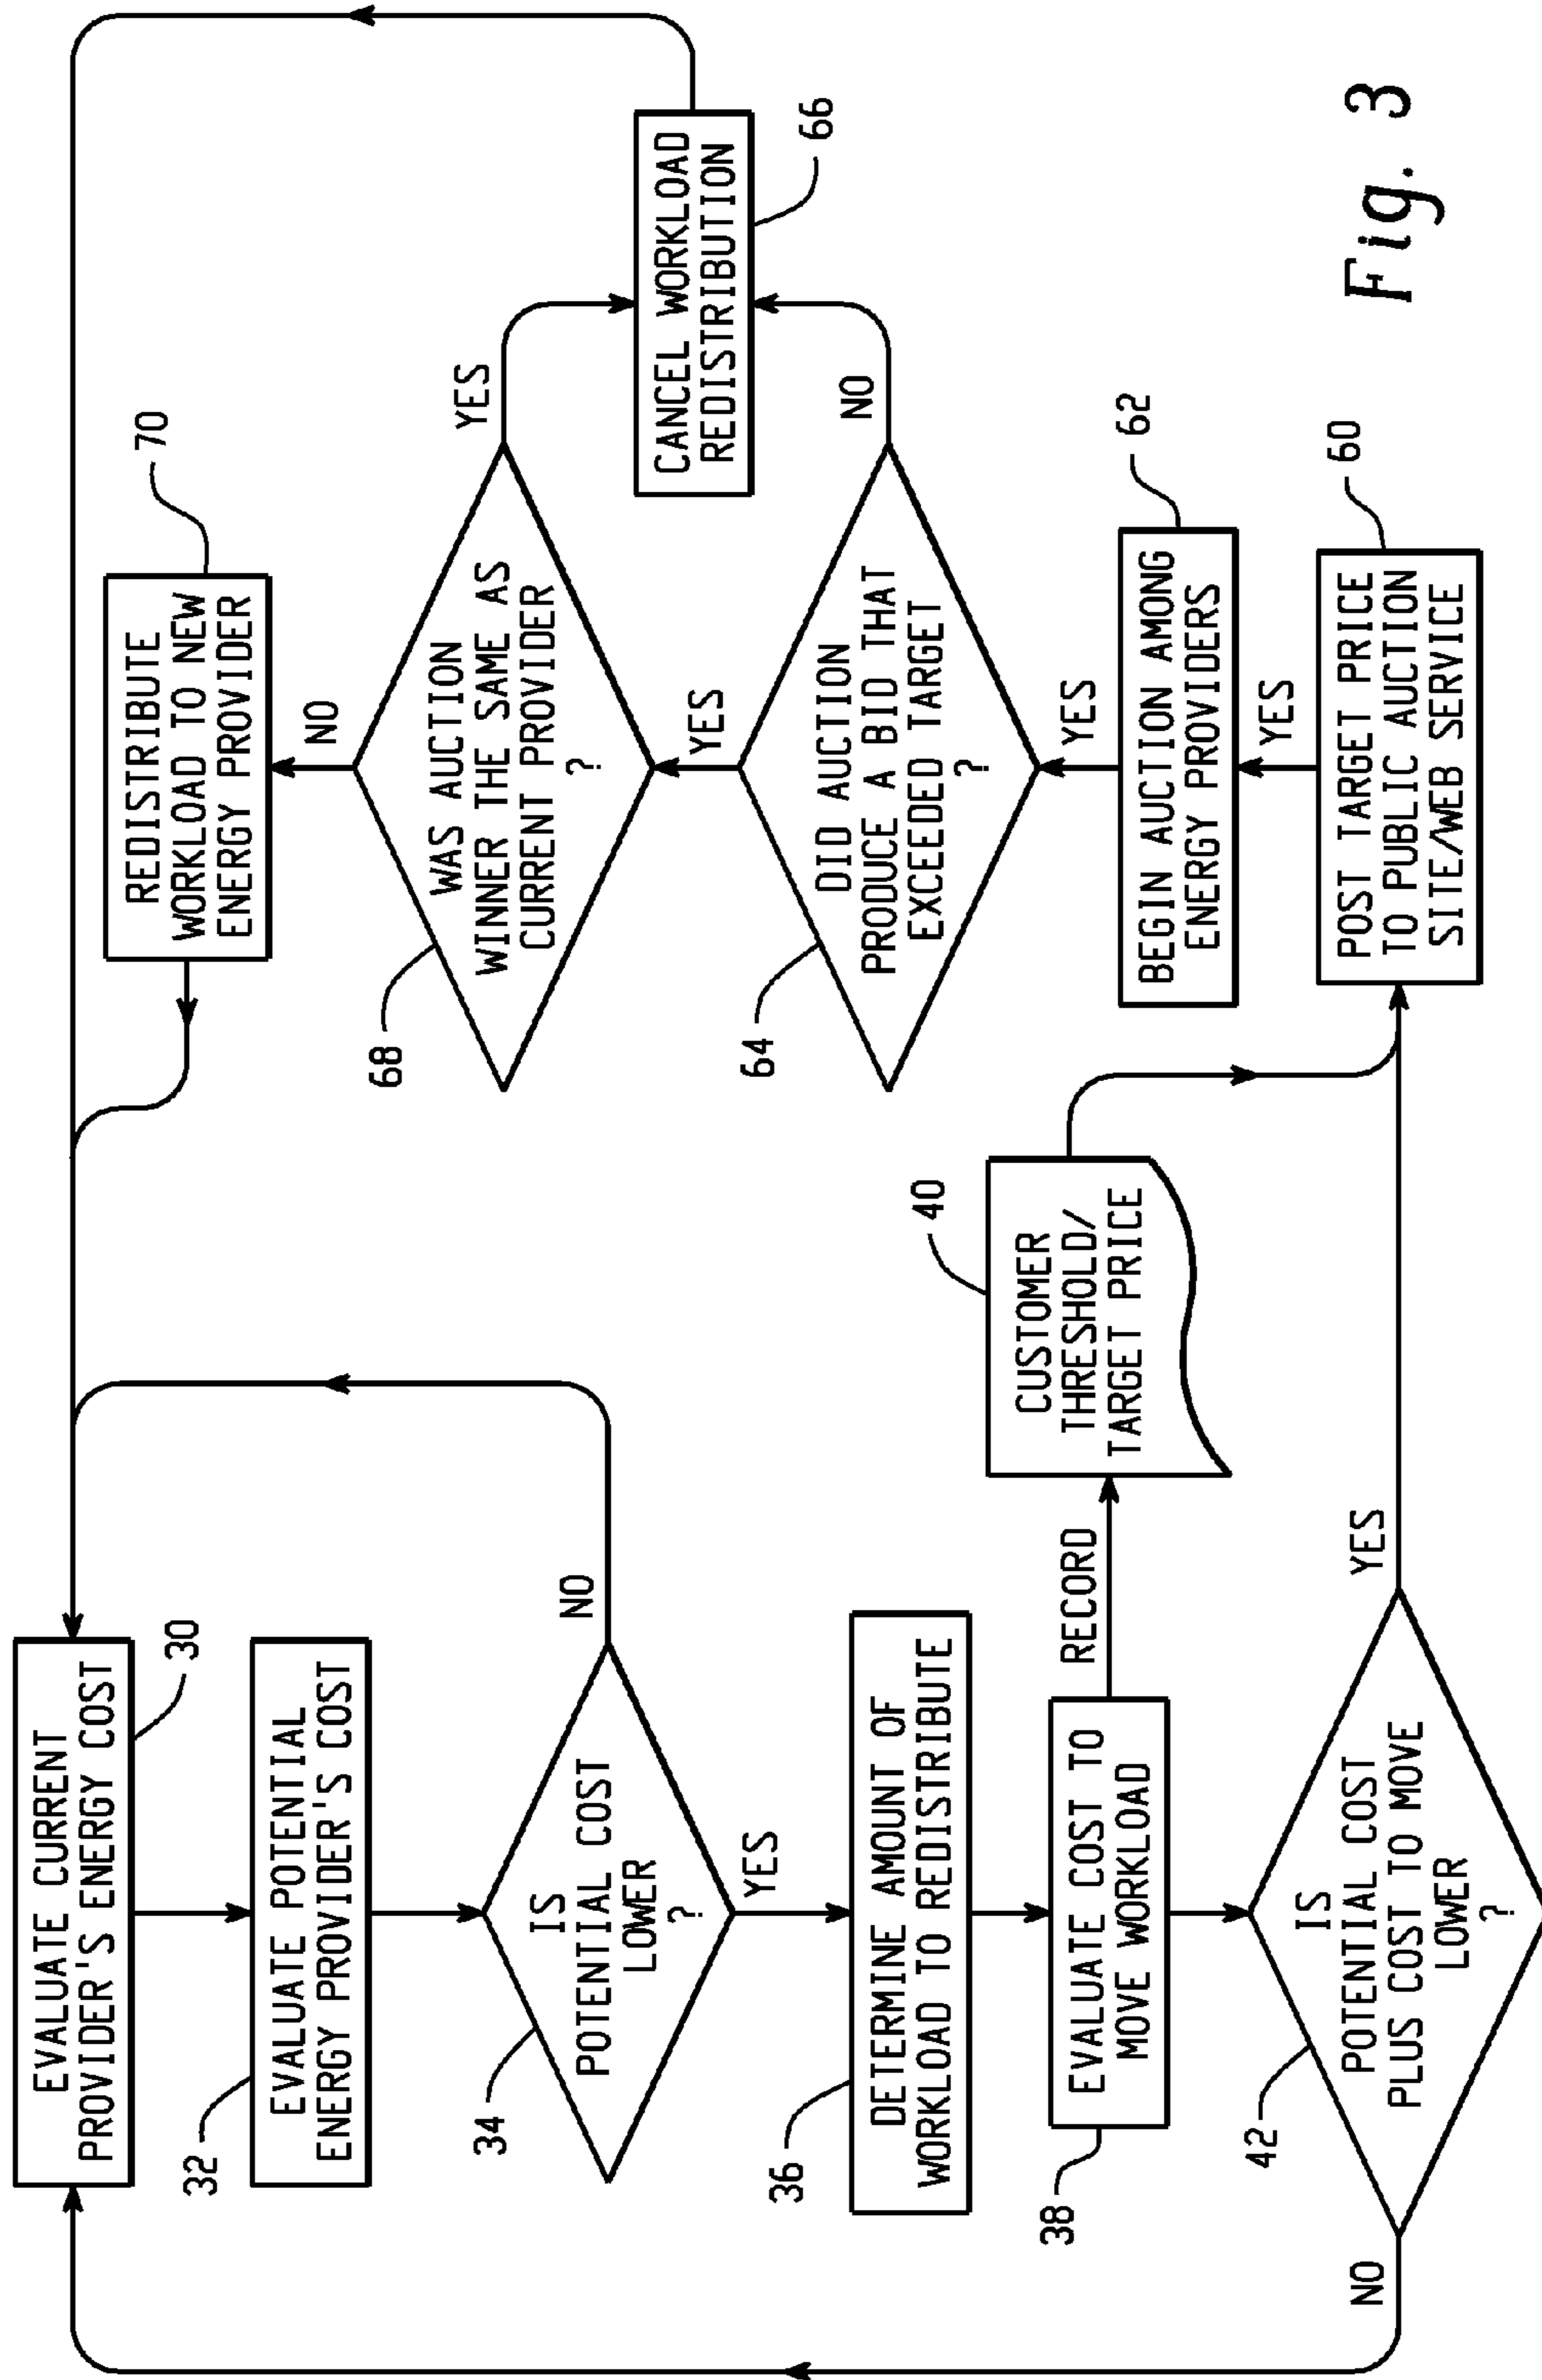 EVALUATE CURRENT
PROVIDER'S ENERGY COST
30
EVALUATE POTENTIAL
ENERGY PROVIDER'S COST
32
IS
POTENTIAL COST
LOWER
?
34
NO
YES
DETERMINE AMOUNT OF
WORKLOAD TO REDISTRIBUTE
36
EVALUATE COST TO
MOVE WORKLOAD
38
RECORD
CUSTOMER
THRESHOLD/
TARGET PRICE
40
IS
POTENTIAL COST
PLUS COST TO MOVE
LOWER
?
42
NO
YES
POST TARGET PRICE
TO PUBLIC AUCTION
SITE/WEB SERVICE
60
YES
BEGIN AUCTION AMONG
ENERGY PROVIDERS
62
YES
DID AUCTION
PRODUCE A BID THAT
EXCEEDED TARGET
?
64
NO
YES
CANCEL WORKLOAD
REDISTRIBUTION
66
WAS AUCTION
WINNER THE SAME AS
CURRENT PROVIDER
?
68
YES
NO
REDISTRIBUTE
WORKLOAD TO NEW
ENERGY PROVIDER
70
Fig. 3